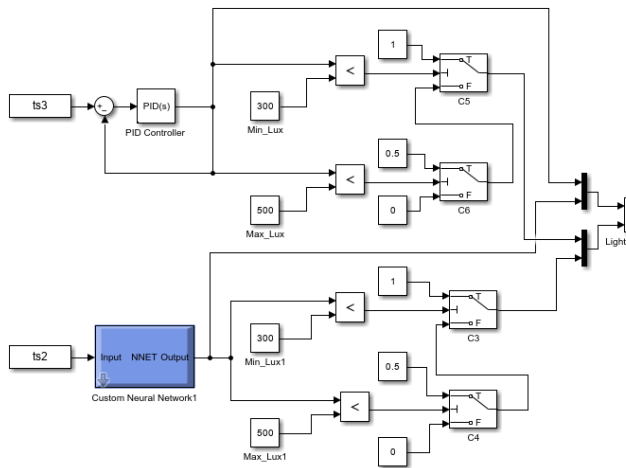 1
T
F
C5
<
300
Min_Lux
ts3
+
-
PID(s)
PID Controller
0.5
T
F
C6
0
<
500
Max_Lux
Light
1
T
F
C3
<
300
Min_Lux1
ts2
Input NNET Output
Custom Neural Network1
0.5
T
F
C4
<
500
Max_Lux1
0